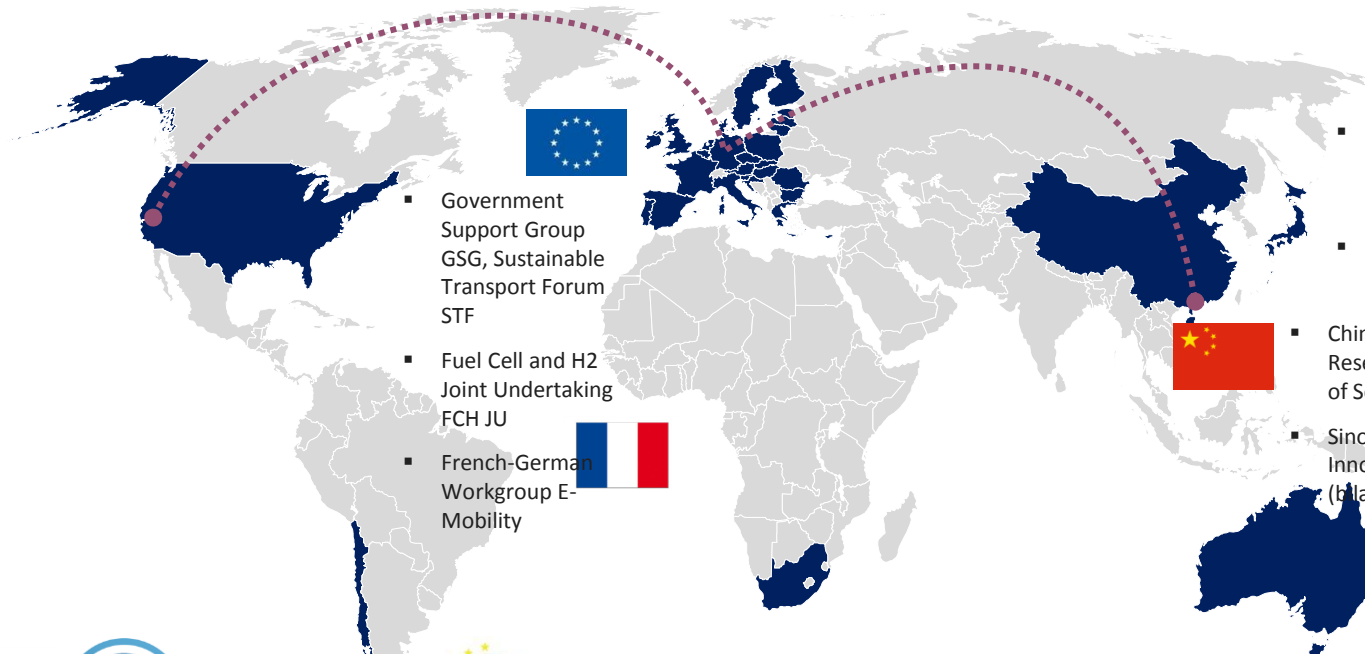 Government
Support Group
GSG, Sustainable
Transport Forum
STF
Fuel Cell and H2
Joint Undertaking
FCH JU
French-German
Workgroup E-
Mobility
of